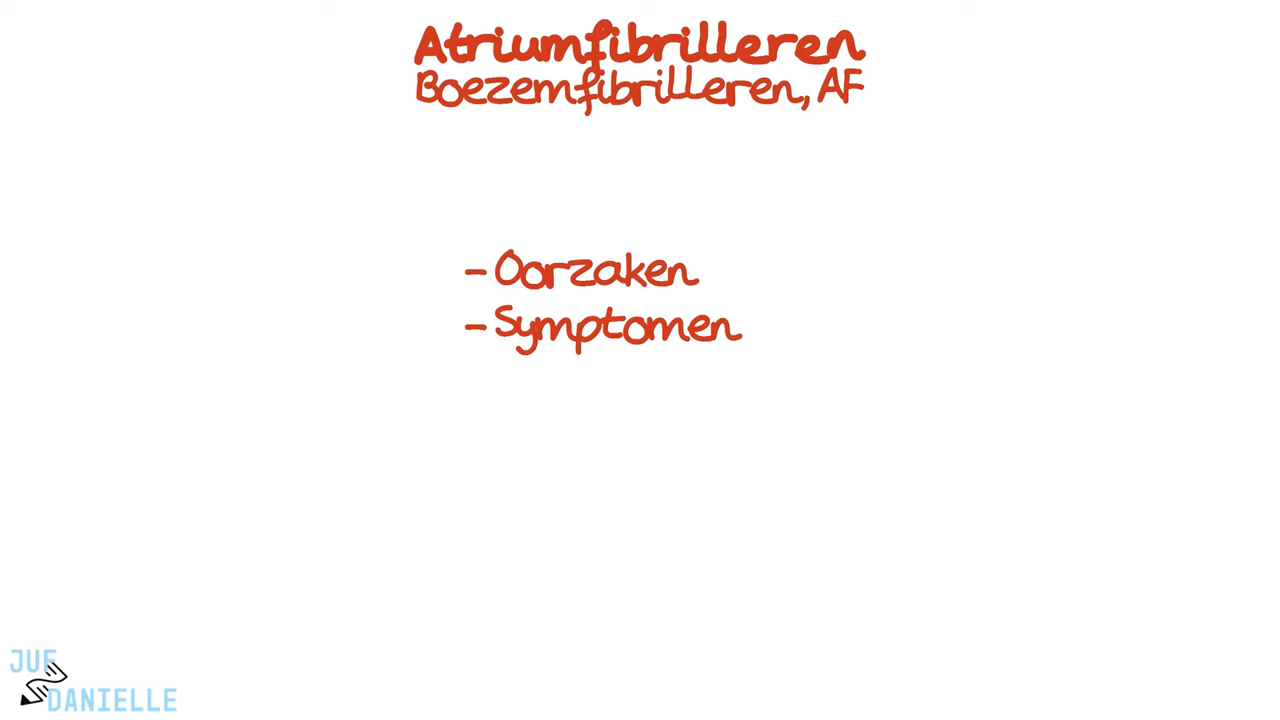 Atriumfibrilleren
Boezemfibrilleren, AF
- Oorzaken
- Symptomen
JUF
DANIELLE